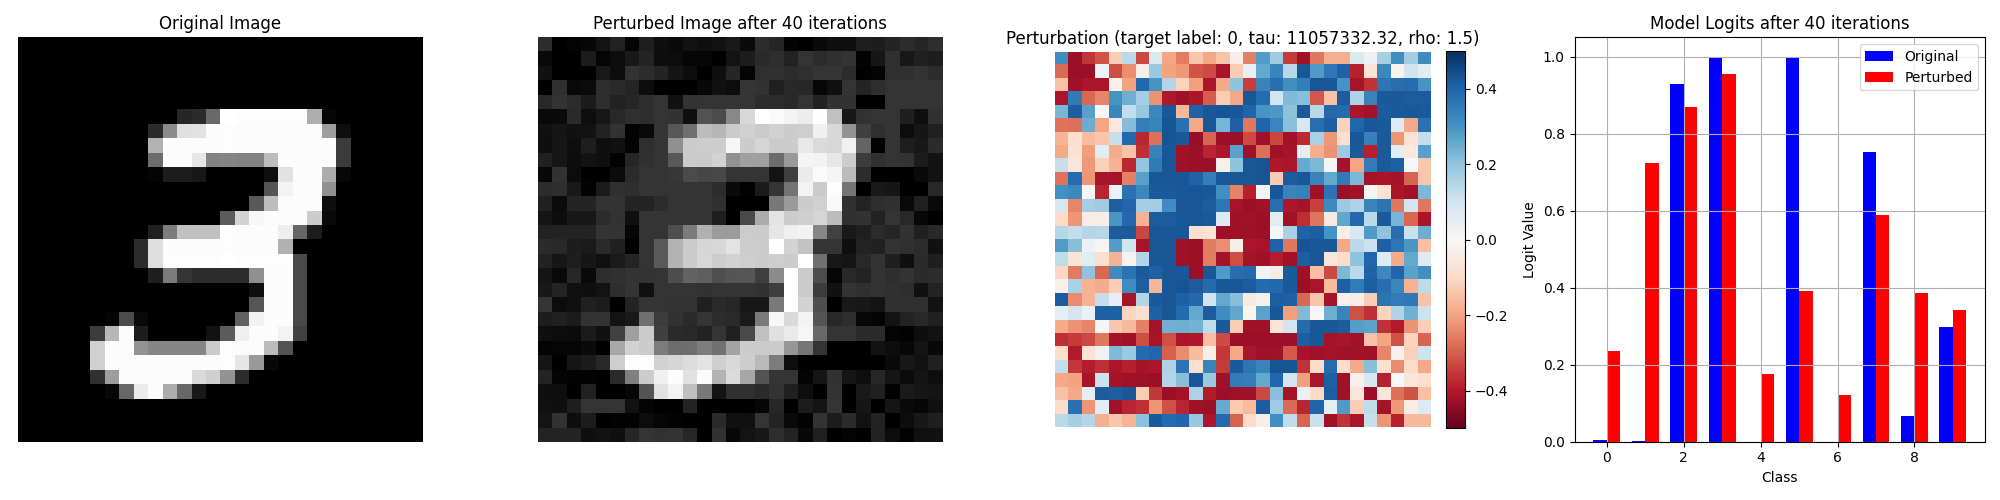 Original Image
3
Perturbed Image after 40 iterations
3
Perturbation (target label: 0, tau: 11057332.32, rho: 1.5)
0.4
0.2
0.0
−0.2
−0.4
Model Logits after 40 iterations
Original
Perturbed
Logit Value
1.0
0.8
0.6
0.4
0.2
0.0
0 2 4 6 8
Class